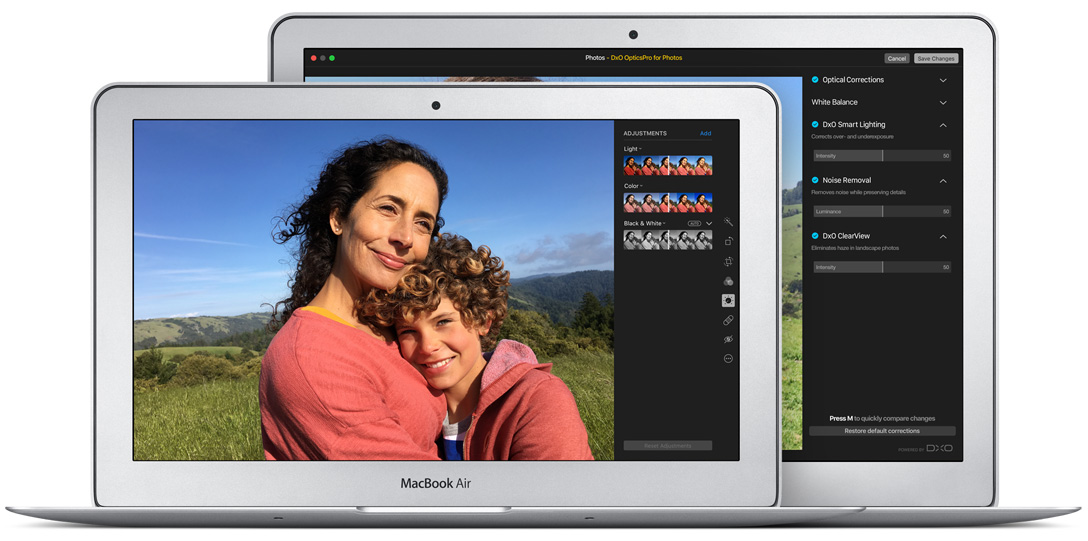 Photos - DxO OpticsPro for Photos
Cancel
Save Changes
Optical Corrections
White Balance
DxO Smart Lighting
Corrects over- and underexposure
Intensity 50
Noise Removal
Removes noise while preserving details
Luminance 50
DxO ClearView
Eliminates haze in landscape photos
Intensity 50
Press M to quickly compare changes
Restore default corrections
POWERED BY DXO
ADJUSTMENTS Add
Light
Color
Black & White AUTO
Reset Adjustments
MacBook Air